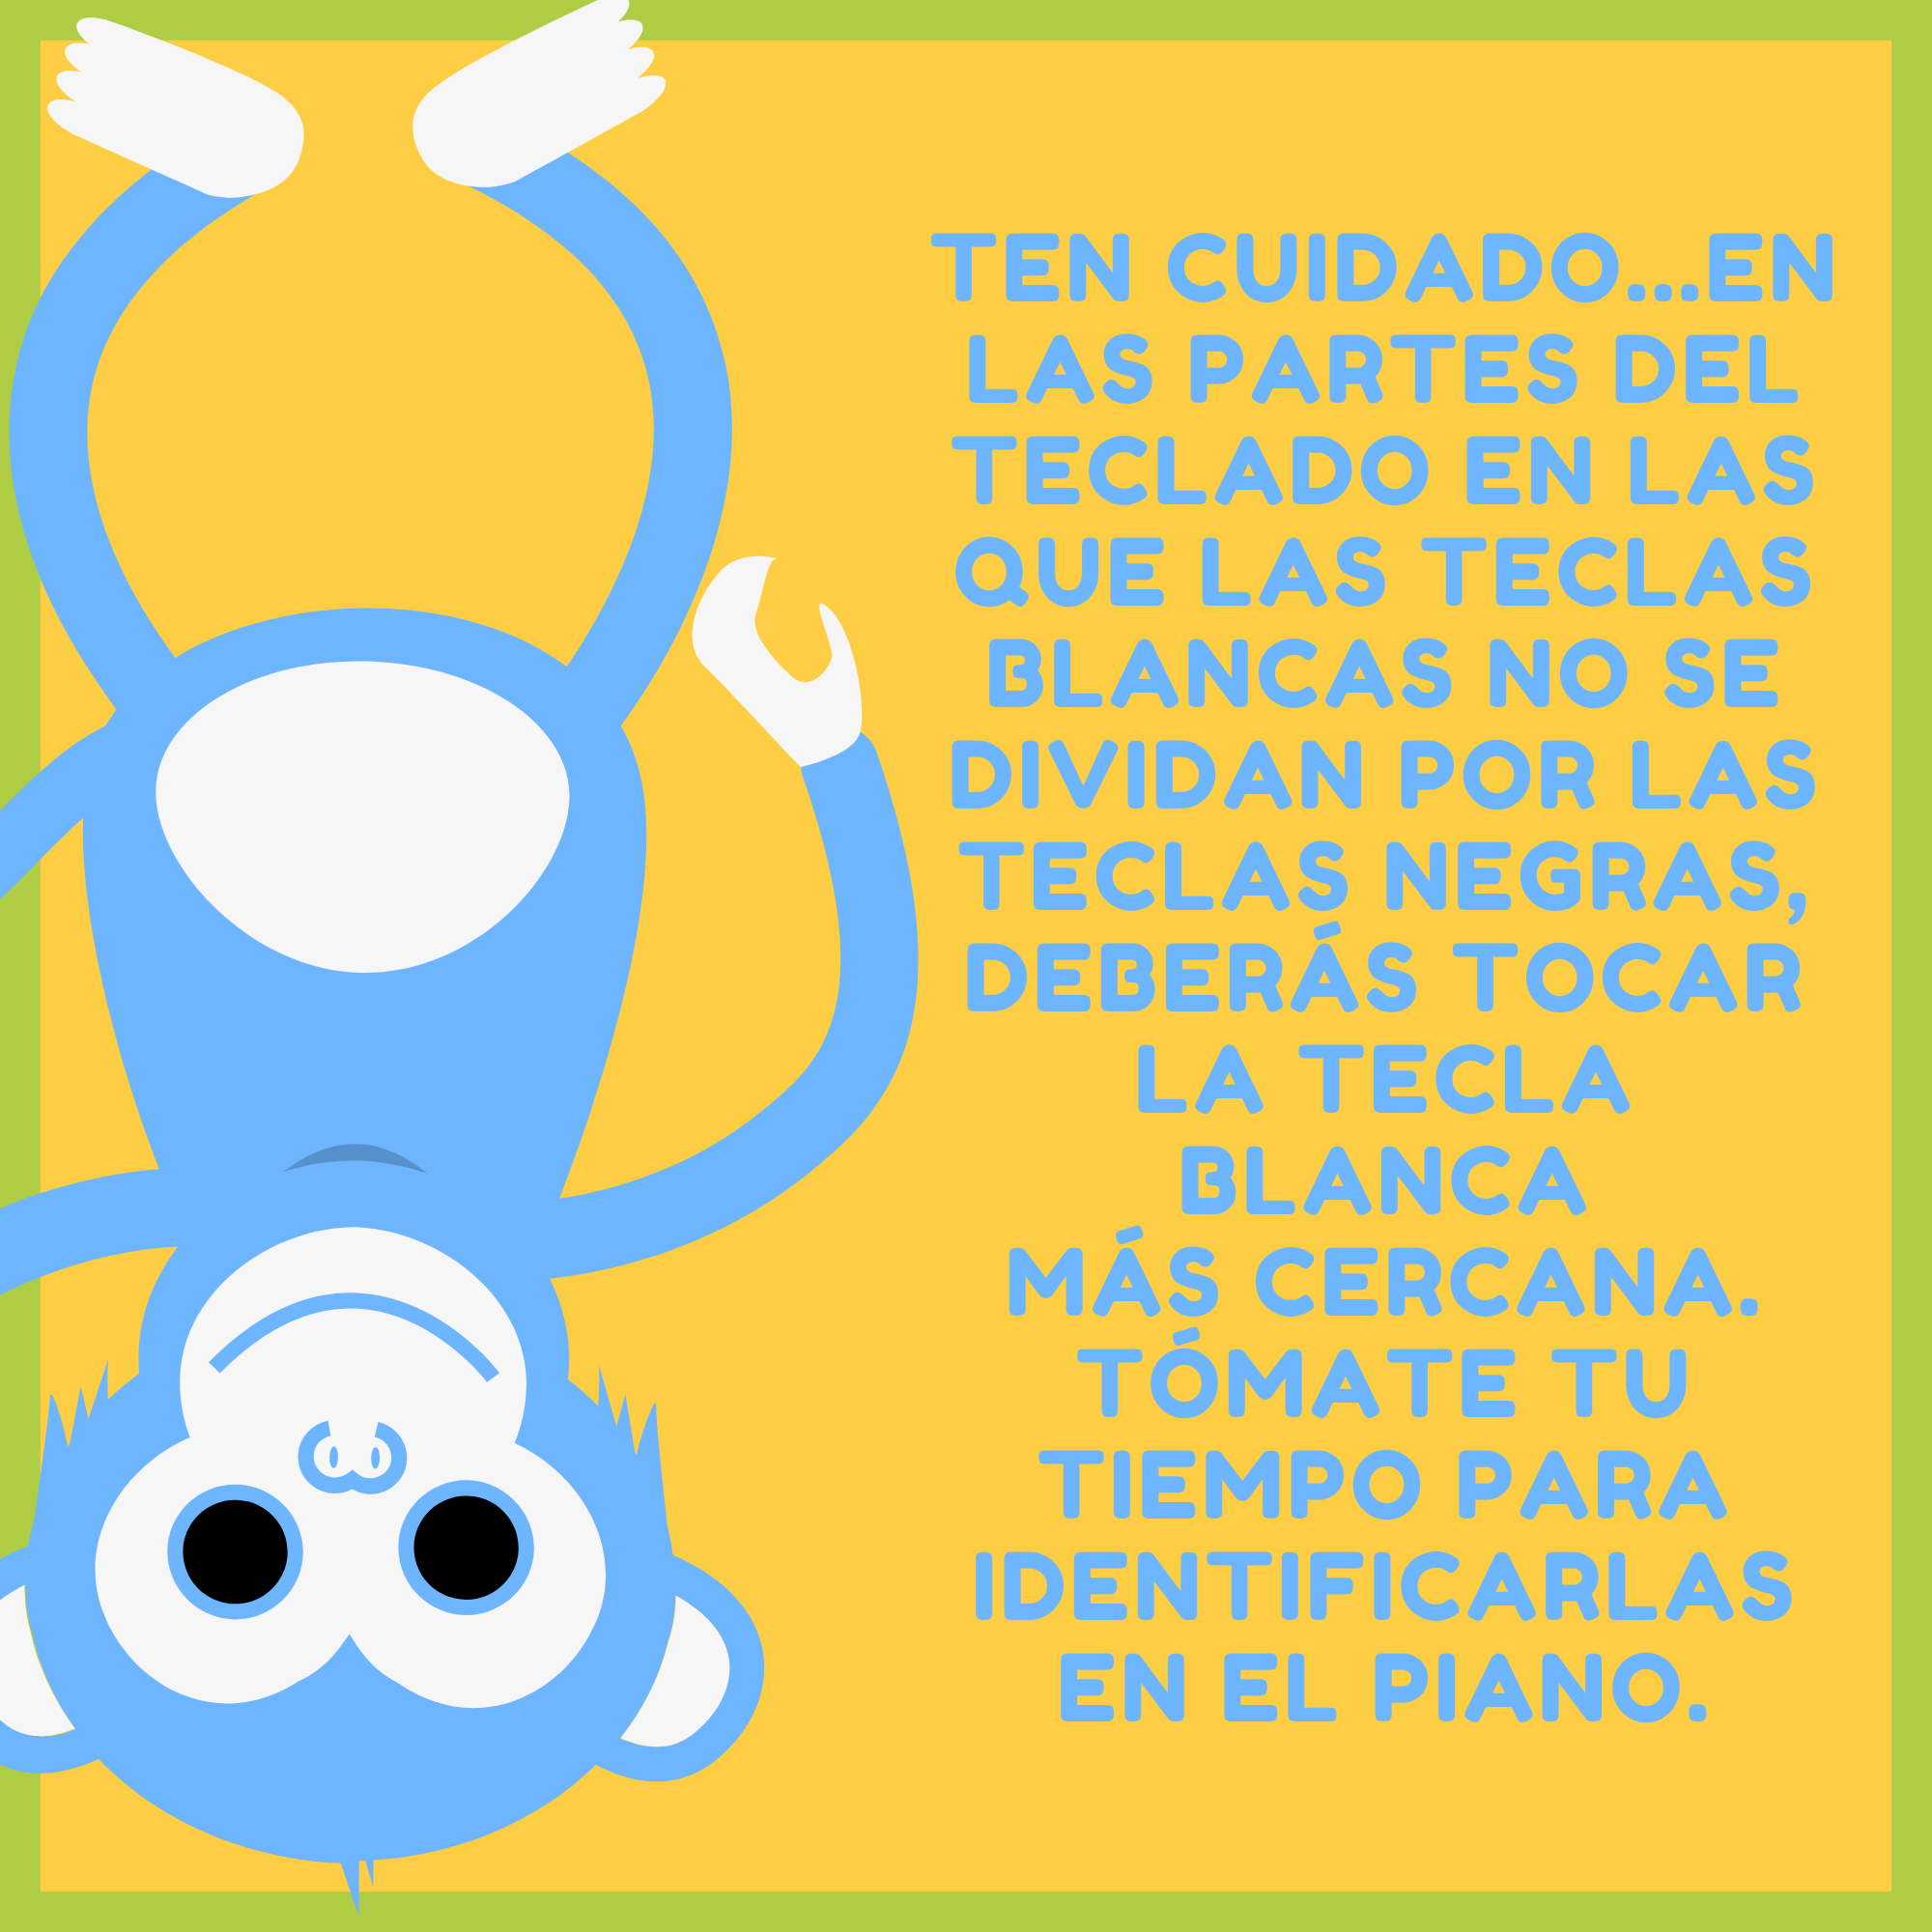 TEN CUIDADO...EN
LAS PARTES DEL
TECLADO EN LAS
QUE LAS TECLAS
BLANCAS NO SE
DIVIDAN POR LAS
TECLAS NEGRAS,
DEBERÁS TOCAR
LA TECLA
BLANCA
MÁS CERCANA.
TÓMATE TU
TIEMPO PARA
IDENTIFICARLAS
EN EL PIANO.